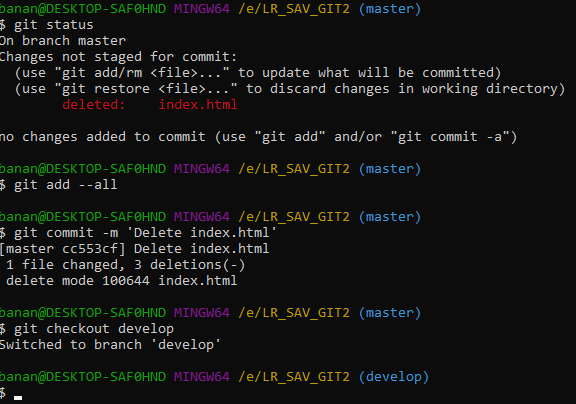 banan@DESKTOP-SAF0HND MINGW64 /e/LR_SAV_GIT2 (master)
$ git status
On branch master
Changes not staged for commit:
  (use "git add/rm <file>..." to update what will be committed)
  (use "git restore <file>..." to discard changes in working directory)
        deleted:    index.html

no changes added to commit (use "git add" and/or "git commit -a")

banan@DESKTOP-SAF0HND MINGW64 /e/LR_SAV_GIT2 (master)
$ git add --all

banan@DESKTOP-SAF0HND MINGW64 /e/LR_SAV_GIT2 (master)
$ git commit -m 'Delete index.html'
[master cc553cf] Delete index.html
 1 file changed, 3 deletions(-)
 delete mode 100644 index.html

banan@DESKTOP-SAF0HND MINGW64 /e/LR_SAV_GIT2 (master)
$ git checkout develop
Switched to branch 'develop'

banan@DESKTOP-SAF0HND MINGW64 /e/LR_SAV_GIT2 (develop)
$